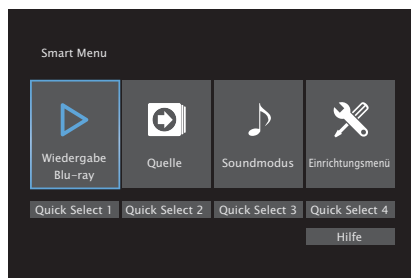 Smart Menu
Wiedergabe
Blu-ray
Quelle
Soundmodus
Einrichtungsmenü
Quick Select 1
Quick Select 2
Quick Select 3
Quick Select 4
Hilfe